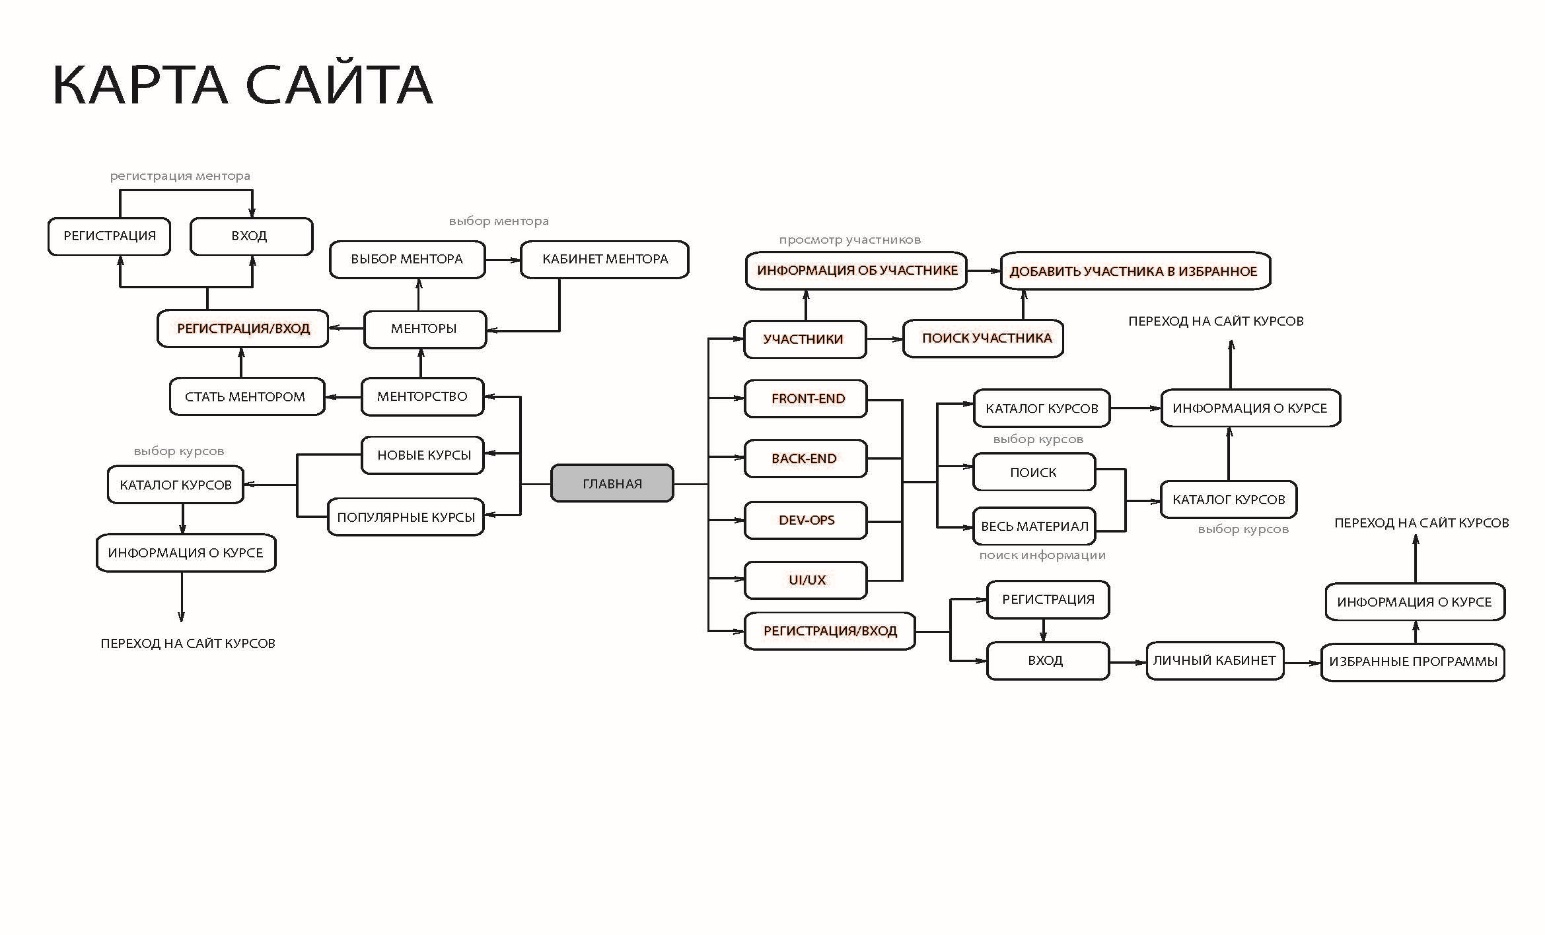 КАРТА САЙТА
регистрация ментора
РЕГИСТРАЦИЯ
ВХОД
выбор ментора
ВЫБОР МЕНТОРА
КАБИНЕТ МЕНТОРА
РЕГИСТРАЦИЯ/ВХОД
МЕНТОРЫ
СТАТЬ МЕНТОРОМ
МЕНТОРСТВО
выбор курсов
НОВЫЕ КУРСЫ
КАТАЛОГ КУРСОВ
ПОПУЛЯРНЫЕ КУРСЫ
ИНФОРМАЦИЯ О КУРСЕ
ПЕРЕХОД НА САЙТ КУРСОВ
ГЛАВНАЯ
просмотр участников
ИНФОРМАЦИЯ ОБ УЧАСТНИКЕ
ДОБАВИТЬ УЧАСТНИКА В ИЗБРАННОЕ
УЧАСТНИКИ
ПОИСК УЧАСТНИКА
FRONT-END
BACK-END
DEV-OPS
UI/UX
РЕГИСТРАЦИЯ/ВХОД
ПЕРЕХОД НА САЙТ КУРСОВ
КАТАЛОГ КУРСОВ
ИНФОРМАЦИЯ О КУРСЕ
выбор курсов
ПОИСК
ВЕСЬ МАТЕРИАЛ
поиск информации
КАТАЛОГ КУРСОВ
выбор курсов
РЕГИСТРАЦИЯ
ВХОД
ЛИЧНЫЙ КАБИНЕТ
ИЗБРАННЫЕ ПРОГРАММЫ
ИНФОРМАЦИЯ О КУРСЕ
ПЕРЕХОД НА САЙТ КУРСОВ